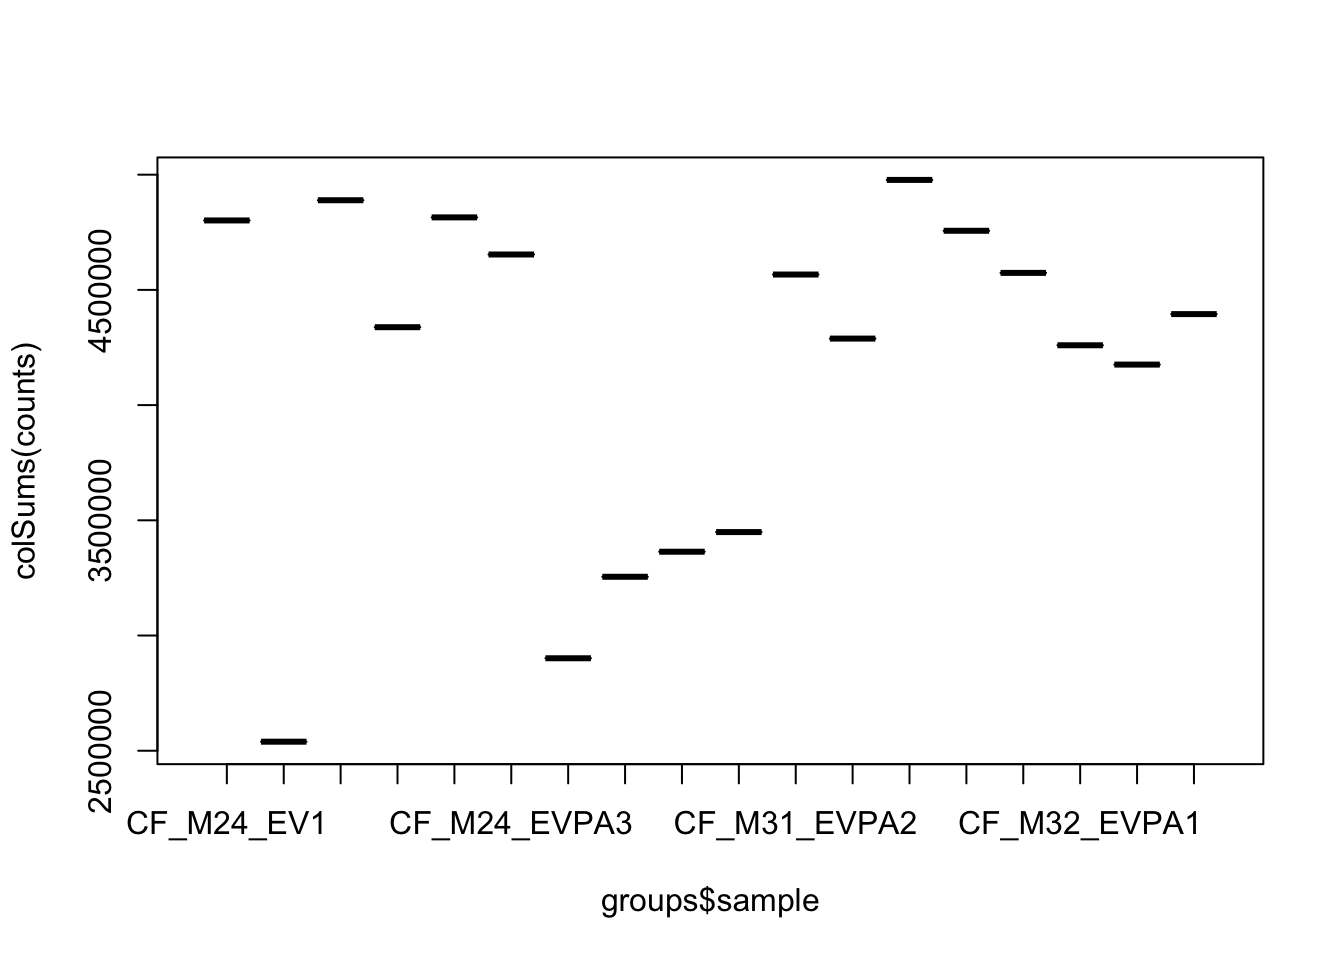 colSums(counts)
4500000
3500000
2500000
CF_M24_EV1 CF_M24_EVPA3 CF_M31_EVPA2 CF_M32_EVPA1
groups$sample